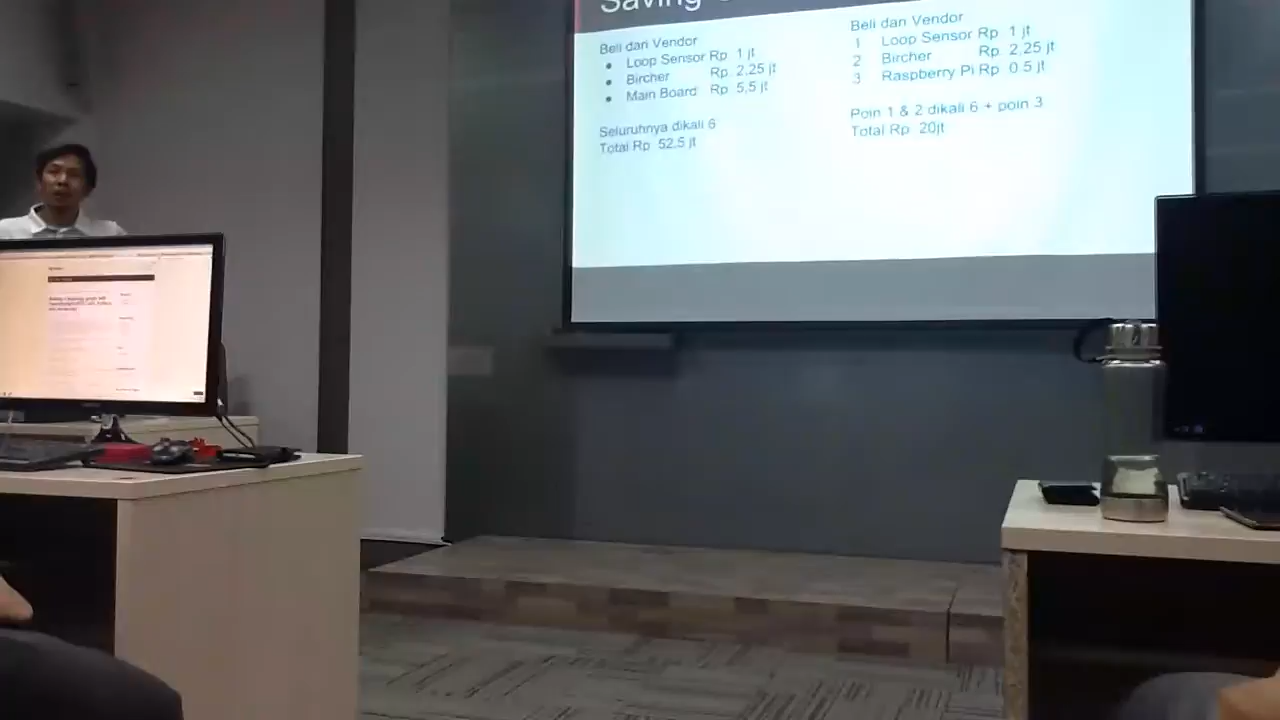 Saving
Beli dari Vendor
• Loop Sensor Rp 1 jt
• Bircher Rp. 2,25 jt
• Main Board Rp 5,5 jt
Seluruhnya dikali 6
Total Rp 52,5 jt
Beli dari Vendor
1 Loop Sensor Rp 1 jt
2 Bircher Rp. 2,25 jt
3 Raspberry Pi Rp 0.5 jt
Poin 1 & 2 dikali 6 + poin 3
Total Rp 20jt